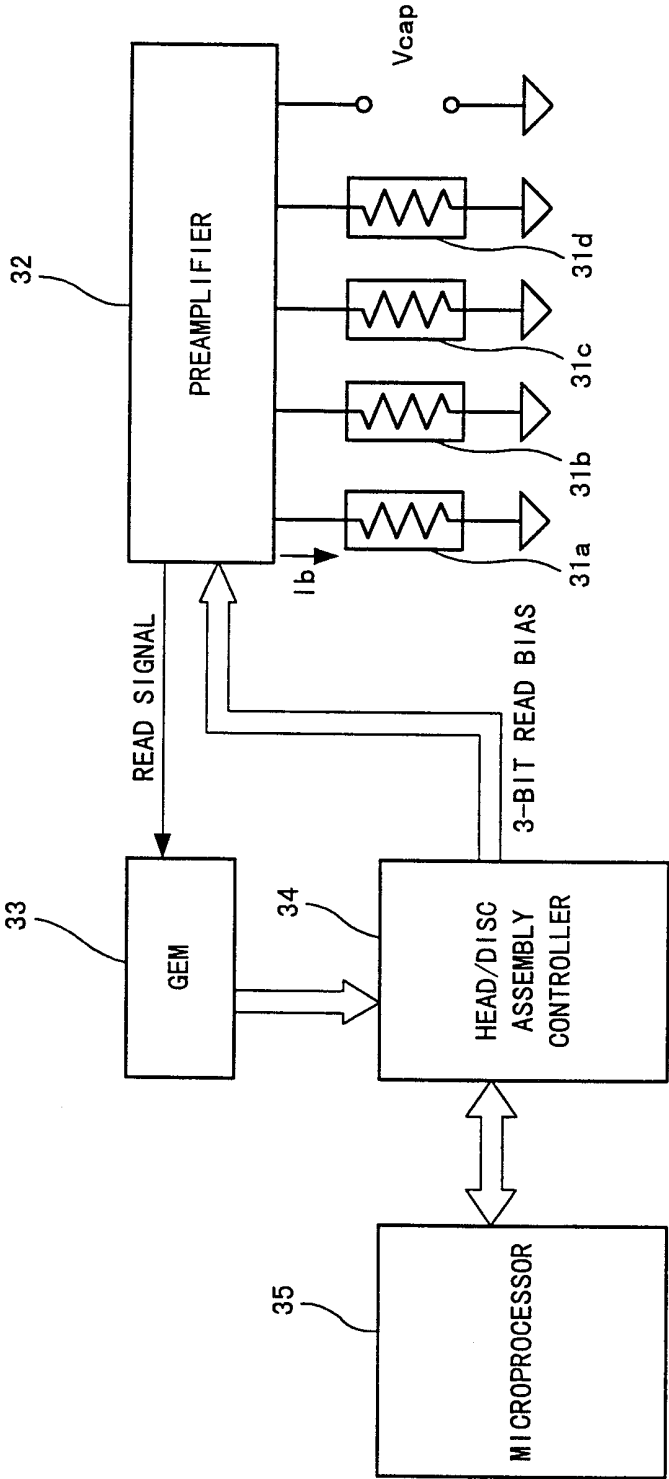 32
PREAMPLIFIER
Vcap
31d
31c
31b
31a
Ib
READ SIGNAL
33
GEM
3-BIT READ BIAS
34
HEAD/DISC
ASSEMBLY
CONTROLLER
35
MICROPROCESSOR